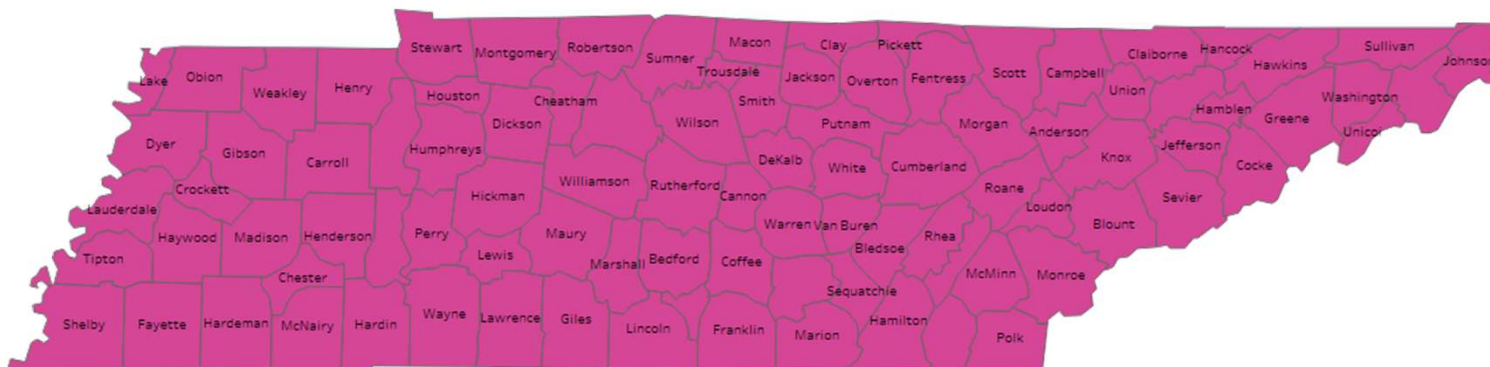 Stewart
Montgomery
Robertson
Sumner
Macon
Clay
Pickett
Scott
Campbell
Claiborne
Hancock
Hawkins
Sullivan
Johnson
Lake
Obion
Weakley
Henry
Houston
Dickson
Cheatham
Trousdale
Smith
Jackson
Overton
Fentress
Union
Hamblen
Greene
Washington
Unicoi
Dyer
Gibson
Carroll
Humphreys
Wilson
Putnam
Morgan
Anderson
Knox
Jefferson
Cocke
Crockett
Hickman
Williamson
Rutherford
Cannon
DeKalb
White
Cumberland
Roane
Loudon
Blount
Sevier
Lauderdale
Haywood
Madison
Henderson
Perry
Lewis
Maury
Marshall
Bedford
Coffee
Warren
Van Buren
Bledsoe
Rhea
McMinn
Monroe
Tipton
Chester
Sequatchie
Shelby
Fayette
Hardeman
McNairy
Hardin
Wayne
Lawrence
Giles
Lincoln
Franklin
Marion
Hamilton
Polk